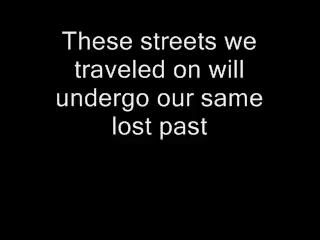 These streets we
traveled on will
undergo our same
lost past